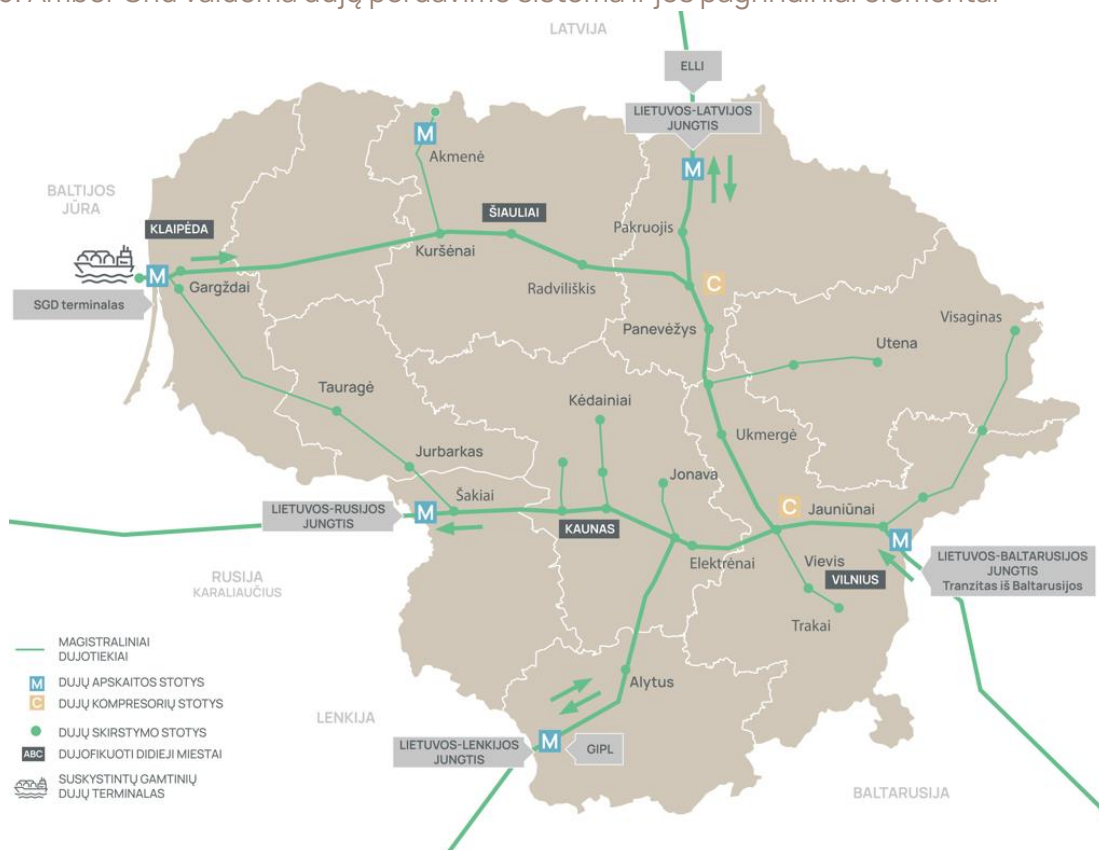 Amber Grid valdoma dujų perdavimo sistema ir jos pagrindiniai elementai
LATVIJA
ELLI
LIETUVOS-LATVIJOS
JUNGTIS
M
Akmenė
M
BALTIJOS
JŪRA
KLAIPĖDA
ŠIAULIAI
Pakruojis
Kuršėnai
M
Gargždai
Radviliškis
C
SGD terminalas
Panevėžys
Visaginas
Utena
Tauragė
Kėdainiai
Ukmergė
Jurbarkas
Jonava
Šakiai
C
Jauniūnai
LIETUVOS-RUSIJOS
JUNGTIS
M
KAUNAS
M
Elektrėnai
Vievis
VILNIUS
LIETUVOS-BALTARUSIJOS
JUNGTIS
Tranzitas iš Baltarusijos
RUSIJA
KARALIAUČIUS
Trakai
MAGISTRALINIAI
DUJOTIEKIAI
M DUJŲ APSKAITOS STOTYS
C DUJŲ KOMPRESORIŲ STOTYS
DUJŲ SKIRSTYMO STOTYS
ABC DUJOFIKUOTI DIDIEJI MIESTAI
SUSKYSTINTŲ GAMTINIŲ
DUJŲ TERMINALAS
Alytus
LENKIJA
LIETUVOS-LENKIJOS
JUNGTIS
M
GIPL
BALTARUSIJA